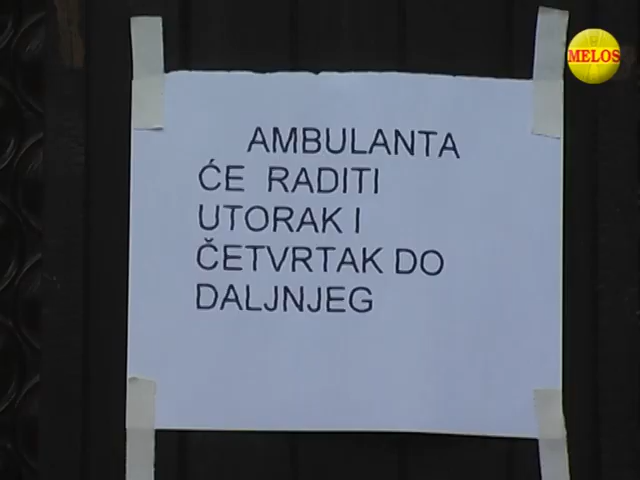 MELOS
AMBULANTA
ĆE RADITI
UTORAK I
ČETVRTAK DO
DALJNJEG